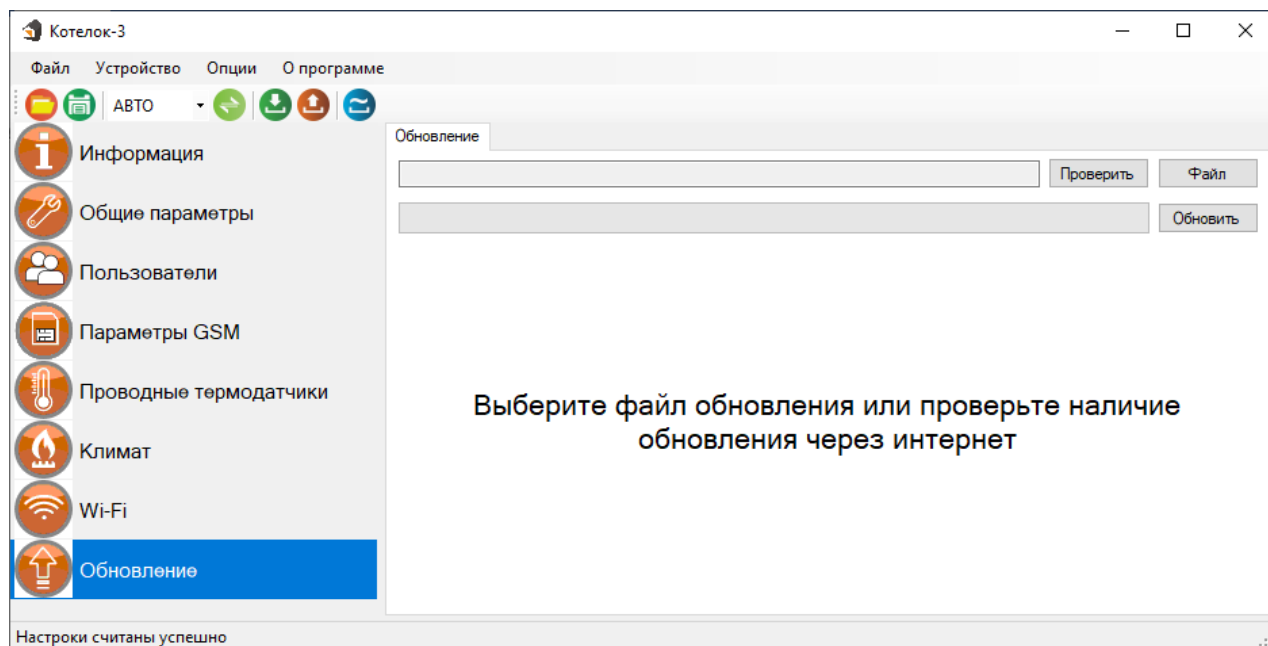 Котелок-3
Файл Устройство Опции О программе
АВТО
Информация
Общие параметры
Пользователи
Параметры GSM
Проводные термодатчики
Климат
Wi-Fi
Обновление
Обновление
Проверить Файл
Обновить
Выберите файл обновления или проверьте наличие
обновления через интернет
Настроки считаны успешно